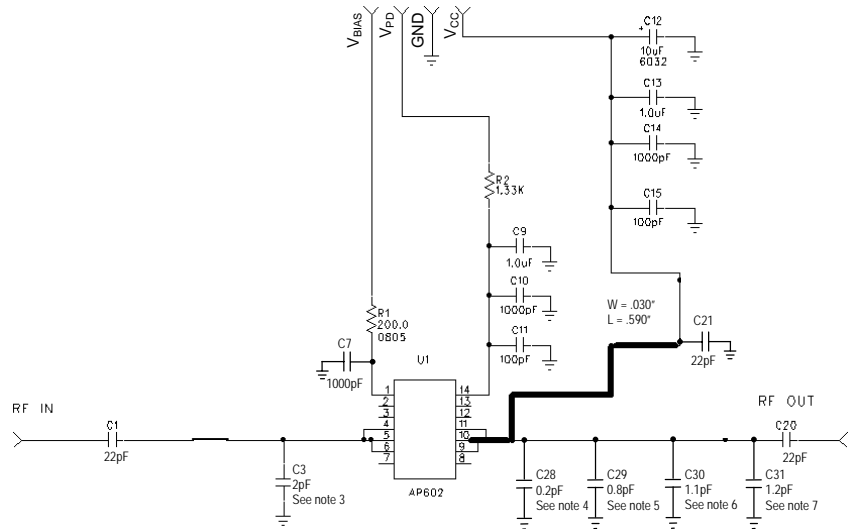 VBIAS
VPD
GND
VCC
+
C12
10uF
6032
C13
1.0uF
C14
1000pF
C15
100pF
R2
1.33K
C9
1.0uF
C10
1000pF
C11
100pF
W = .030"
L = .590"
C21
22pF
R1
200.0
0805
C7
1000pF
U1
1
2
3
4
5
6
7
14
13
12
11
10
9
8
AP602
RF IN
C1
22pF
C3
2pF
See note 3
RF OUT
C20
22pF
C28
0.2pF
See note 4
C29
0.8pF
See note 5
C30
1.1pF
See note 6
C31
1.2pF
See note 7